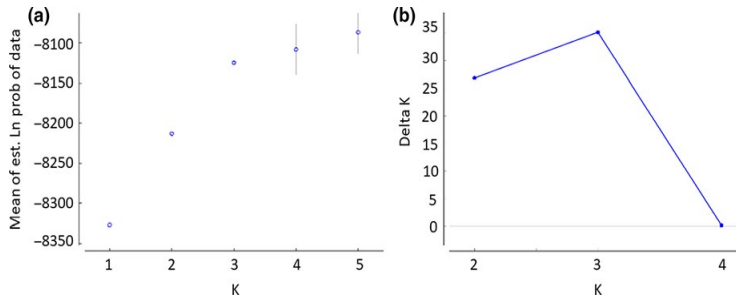 (a)
Mean of est. Ln prob of data
−8100
−8150
−8200
−8250
−8300
−8350
1 2 3 4 5
K
(b)
Delta K
35
30
25
20
15
10
5
0
2 3 4
K